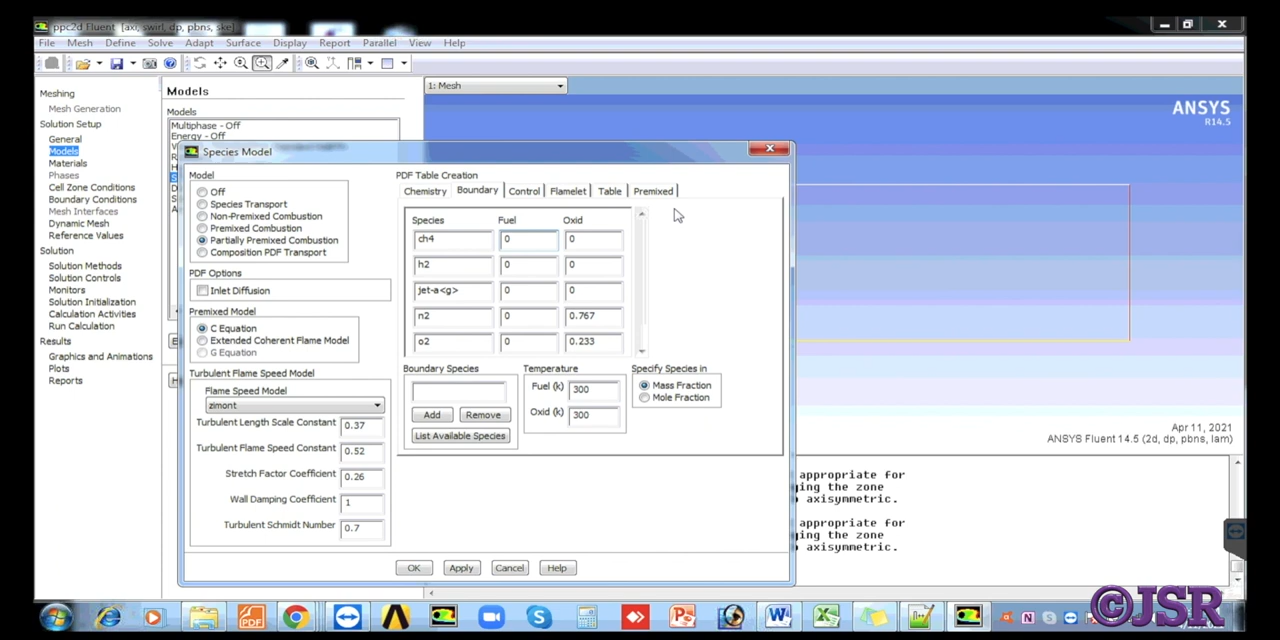 ppc2d Fluent [axi, swirl, dp, pbns, ske]
File Mesh Define Solve Adapt Surface Display Report Parallel View Help
Meshing
Mesh Generation
Solution Setup
General
Models
Materials
Phases
Cell Zone Conditions
Boundary Conditions
Mesh Interfaces
Dynamic Mesh
Reference Values
Solution
Solution Methods
Solution Controls
Monitors
Solution Initialization
Calculation Activities
Run Calculation
Results
Graphics and Animations
Plots
Reports
Models
Models
Multiphase - Off
Energy - Off
1: Mesh
ANSYS
R14.5
Species Model
Model
Off
Species Transport
Non-Premixed Combustion
Premixed Combustion
Partially Premixed Combustion
Composition PDF Transport
PDF Options
Inlet Diffusion
Premixed Model
C Equation
Extended Coherent Flame Model
G Equation
Turbulent Flame Speed Model
Flame Speed Model
zimont
Turbulent Length Scale Constant 0.37
Turbulent Flame Speed Constant 0.52
Stretch Factor Coefficient 0.26
Wall Damping Coefficient 1
Turbulent Schmidt Number 0.7
PDF Table Creation
Chemistry Boundary Control Flamelet Table Premixed
Species Fuel Oxid
ch4 0 0
h2 0 0
jet-a<g> 0 0
n2 0 0.767
o2 0 0.233
Boundary Species
Add Remove
List Available Species
Temperature
Fuel (k) 300
Oxid (k) 300
Specify Species in
Mass Fraction
Mole Fraction
OK Apply Cancel Help
Apr 11, 2021
ANSYS Fluent 14.5 (2d, dp, pbns, lam)
appropriate for
ging the zone
axisymmetric.
appropriate for
ging the zone
axisymmetric.
©JSR